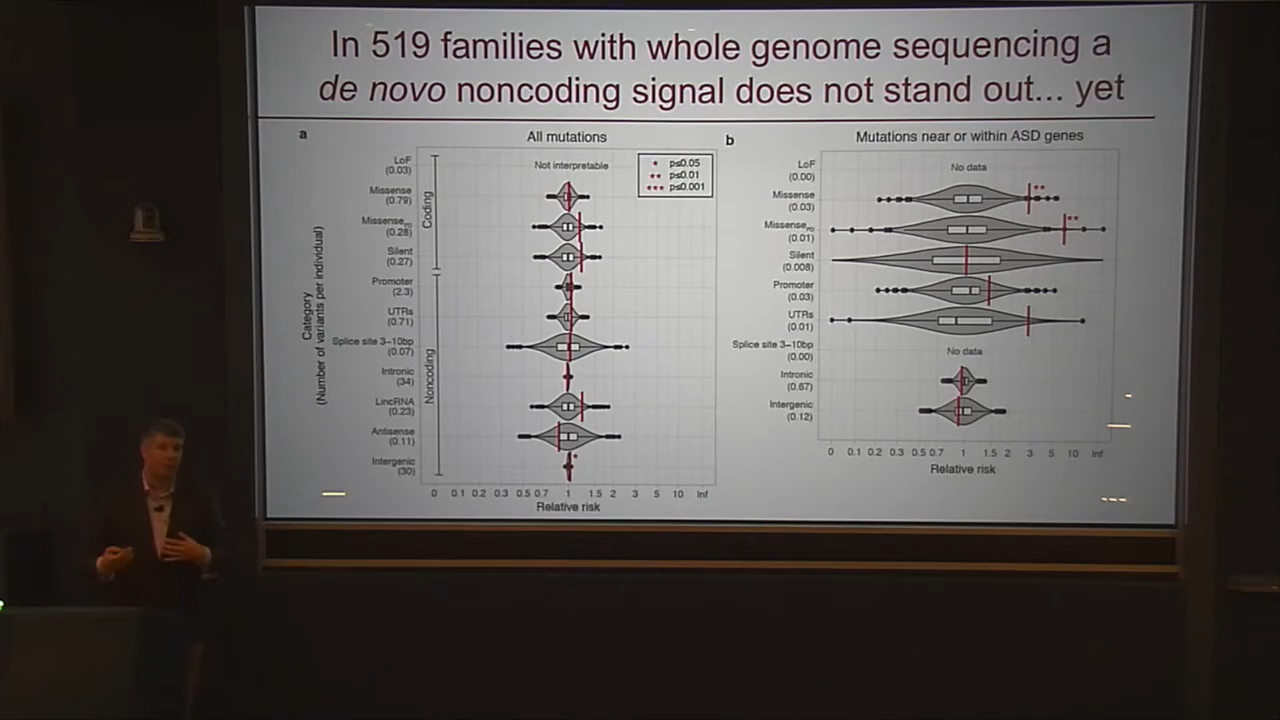 In 519 families with whole genome sequencing a
de novo noncoding signal does not stand out... yet
a
All mutations
Category
(Number of variants per individual)
LoF
(0.03)
Missense
(0.79)
Missense
(0.28)
Silent
(0.27)
Promoter
(2.3)
UTRs
(0.71)
Splice site 3–10bp
(0.07)
Intronic
(34)
LincRNA
(0.23)
Antisense
(0.11)
Intergenic
(30)
Coding
Noncoding
Not interpretable
* p≤0.05
** p≤0.01
*** p≤0.001
*
0 0.1 0.2 0.3 0.5 0.7 1 1.5 2 3 5 10 Inf
Relative risk
b
Mutations near or within ASD genes
LoF
(0.00)
Missense
(0.03)
Missense
(0.01)
Silent
(0.008)
Promoter
(0.03)
UTRs
(0.01)
Splice site 3–10bp
(0.00)
Intronic
(0.67)
Intergenic
(0.12)
No data
**
**
No data
0 0.1 0.2 0.3 0.5 0.7 1 1.5 2 3 5 10 Inf
Relative risk